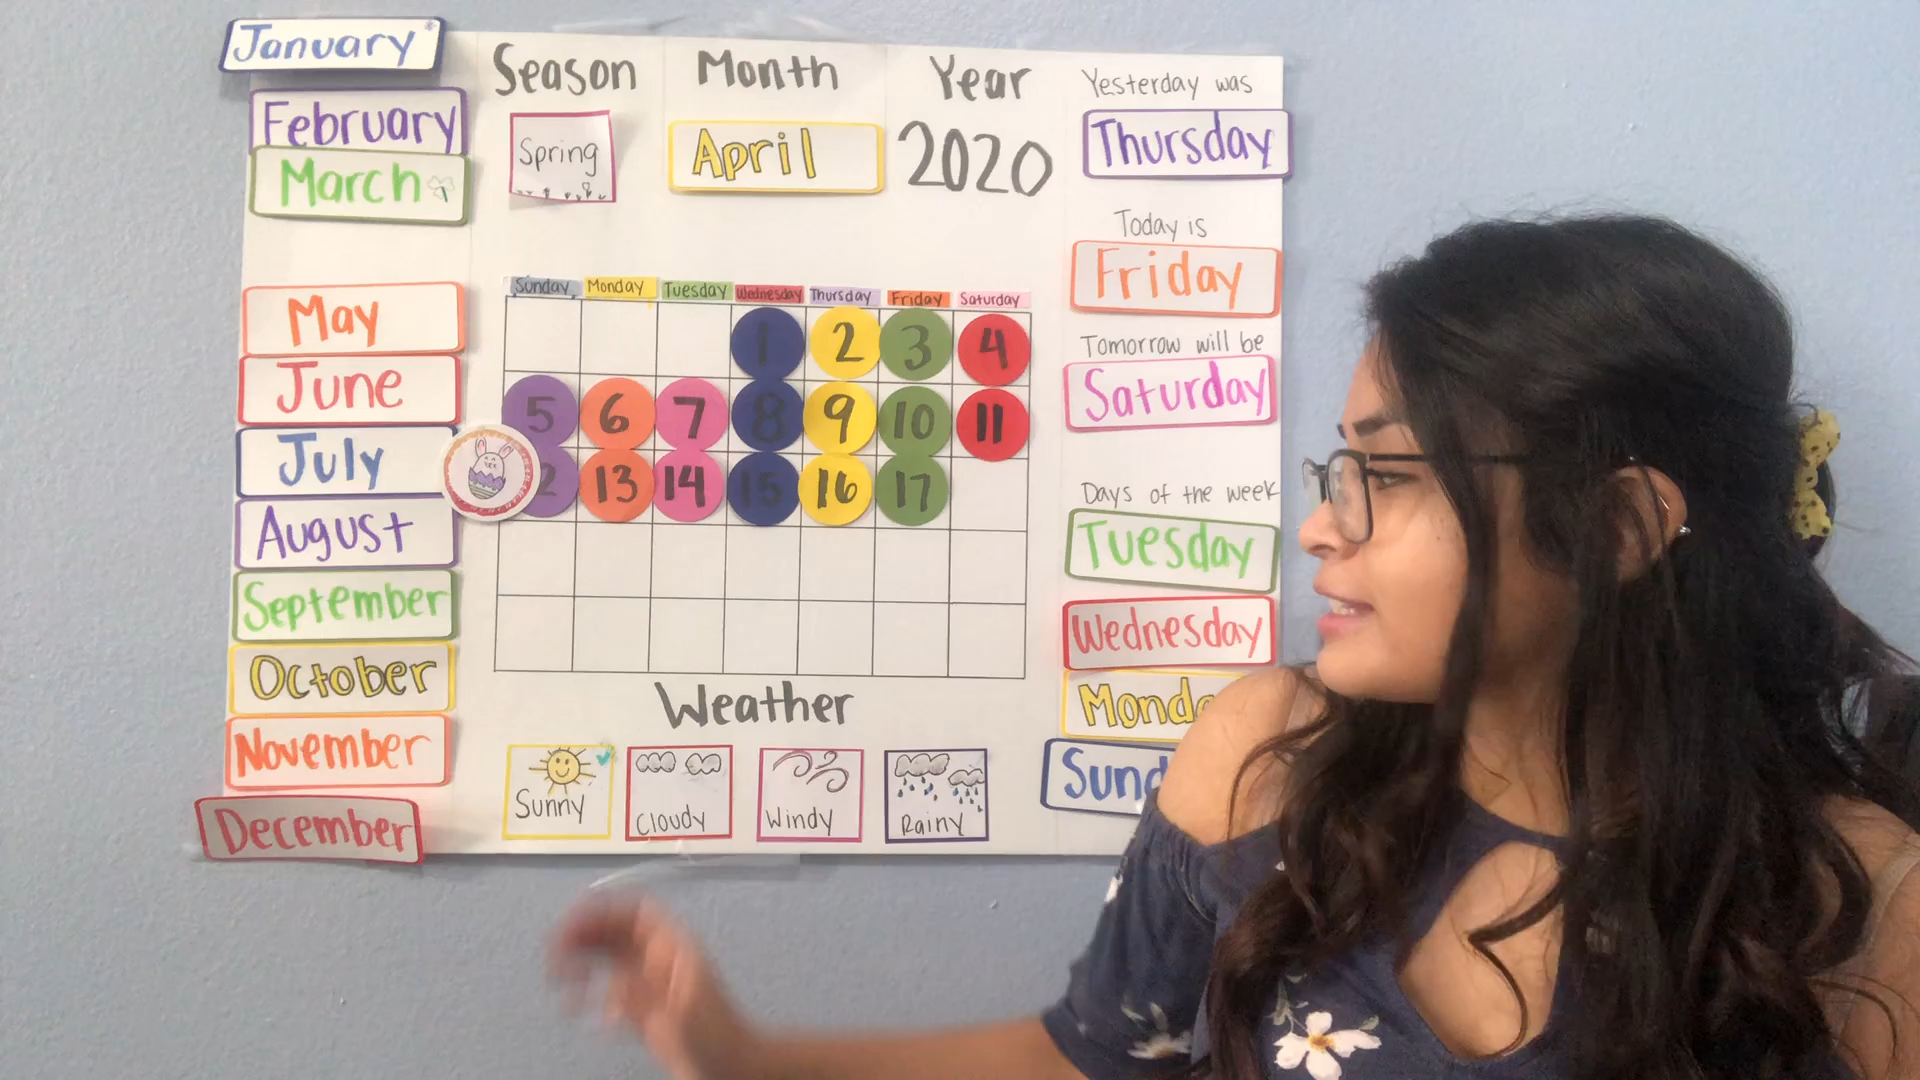 January
February
March
May
June
July
August
September
October
November
December
Season
Spring
Month
April
Year
2020
Sunday Monday Tuesday Wednesday Thursday Friday Saturday
1 2 3 4
5 6 7 8 9 10 11
2 13 14 15 16 17
Weather
Sunny
Cloudy
Windy
Rainy
Yesterday was
Thursday
Today is
Friday
Tomorrow will be
Saturday
Days of the week
Tuesday
Wednesday
Monda
Sund